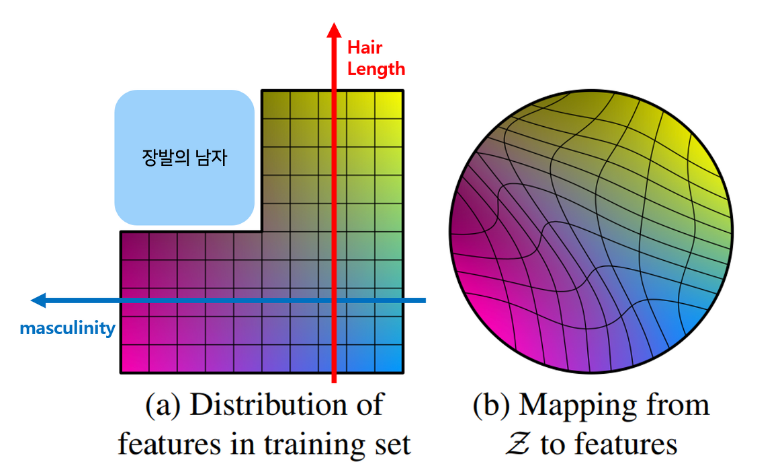 Hair
Length
장발의 남자
masculinity
(a) Distribution of
features in training set
(b) Mapping from
𝒵 to features